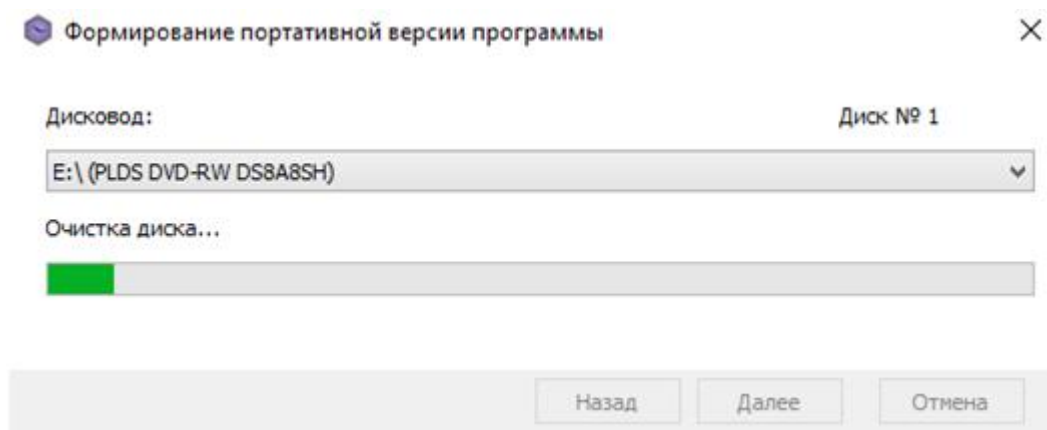 Формирование портативной версии программы
Дисковод: Диск № 1
E:\ (PLDS DVD-RW DS8A8SH)
Очистка диска...
Назад Далее Отмена